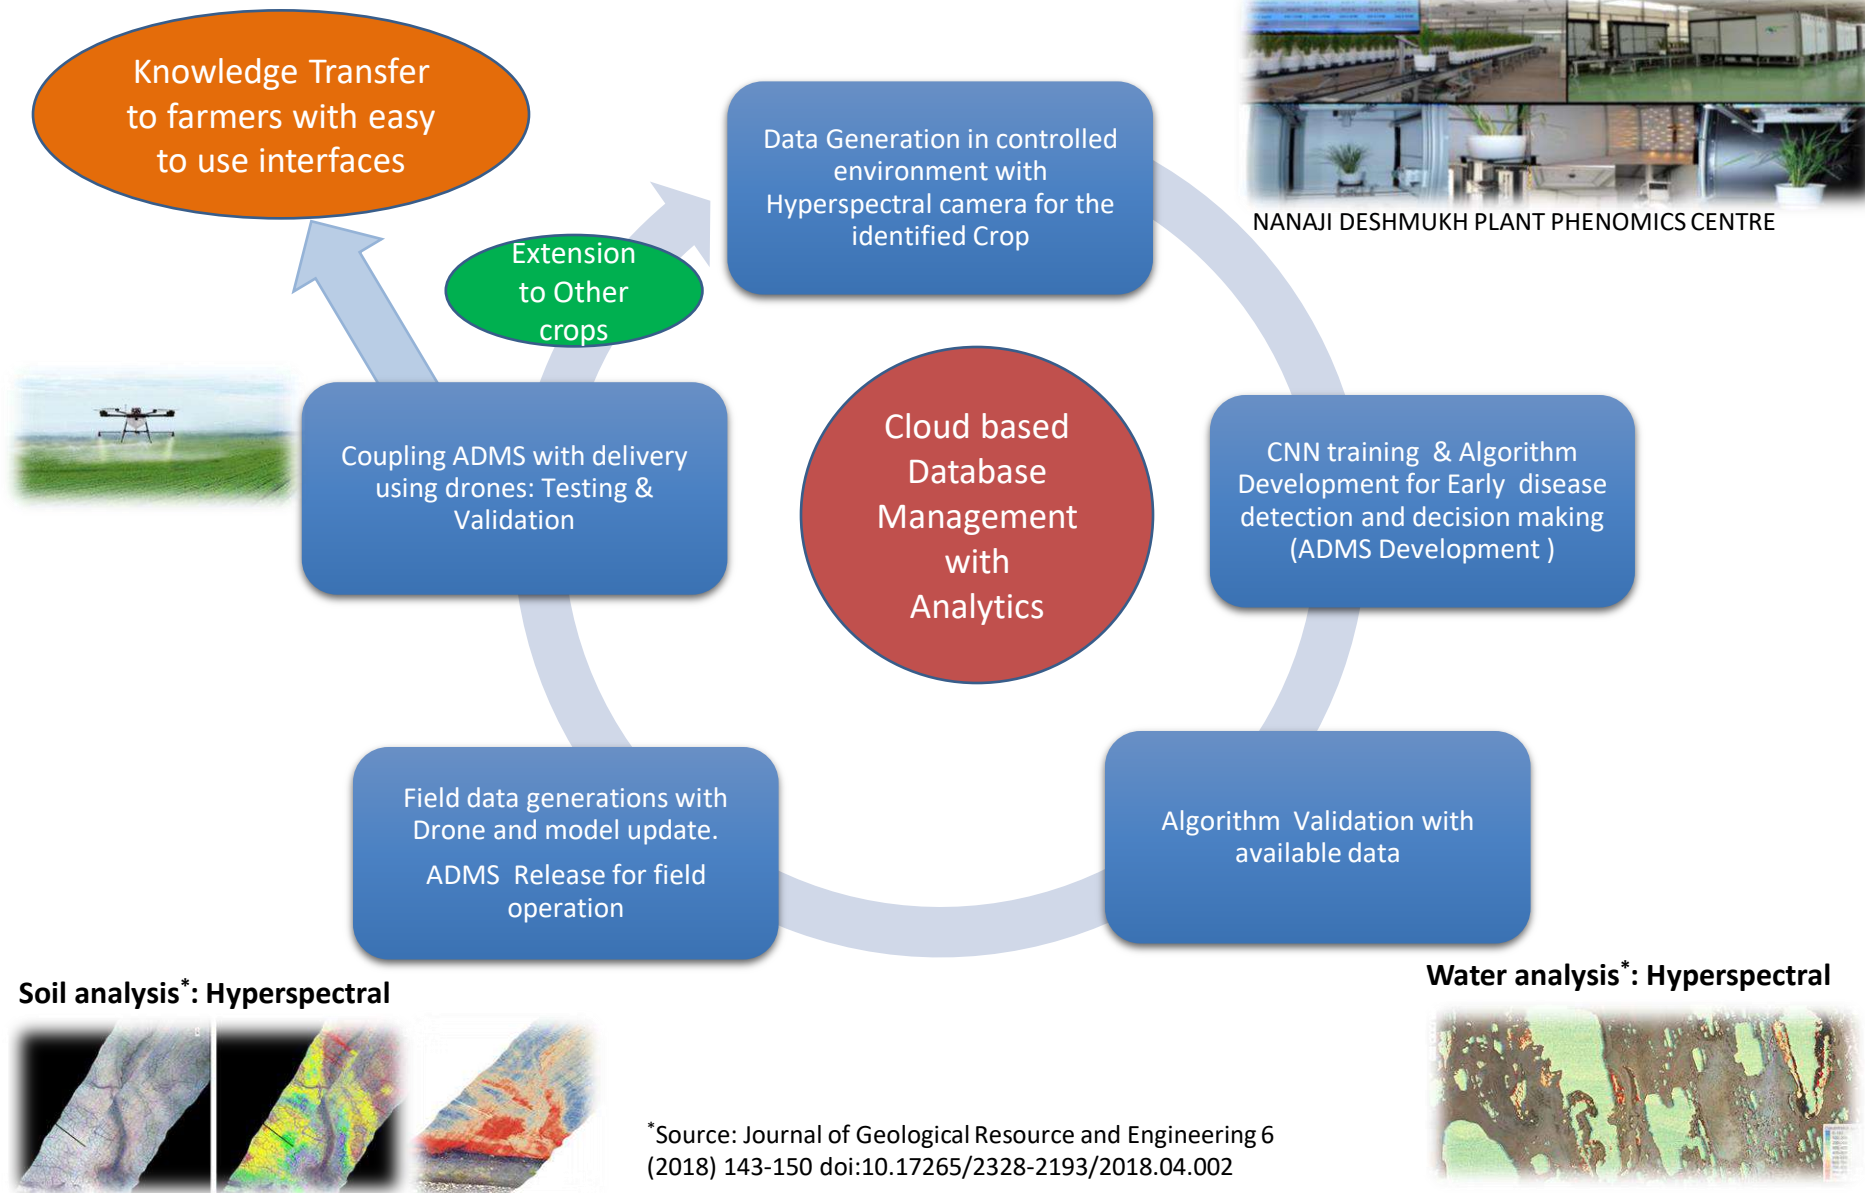 Knowledge Transfer
to farmers with easy
to use interfaces
Data Generation in controlled
environment with
Hyperspectral camera for the
identified Crop
NANAJI DESHMUKH PLANT PHENOMICS CENTRE
Extension
to Other
crops
Cloud based
Database
Management
with
Analytics
Coupling ADMS with delivery
using drones: Testing &
Validation
CNN training & Algorithm
Development for Early disease
detection and decision making
(ADMS Development )
Field data generations with
Drone and model update.
ADMS Release for field
operation
Algorithm Validation with
available data
Soil analysis*: Hyperspectral
Water analysis*: Hyperspectral
*Source: Journal of Geological Resource and Engineering 6
(2018) 143-150 doi:10.17265/2328-2193/2018.04.002